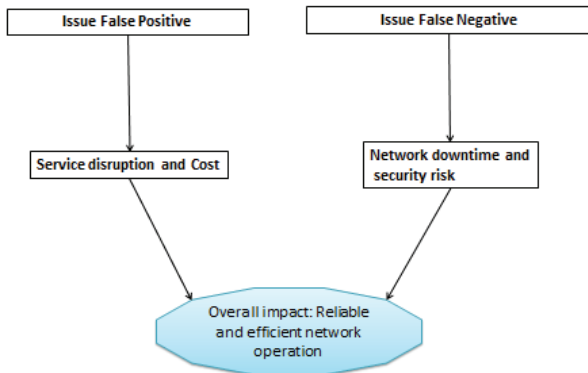 Issue False Positive
Issue False Negative
Service disruption and Cost
Network downtime and
security risk
Overall impact: Reliable
and efficient network
operation